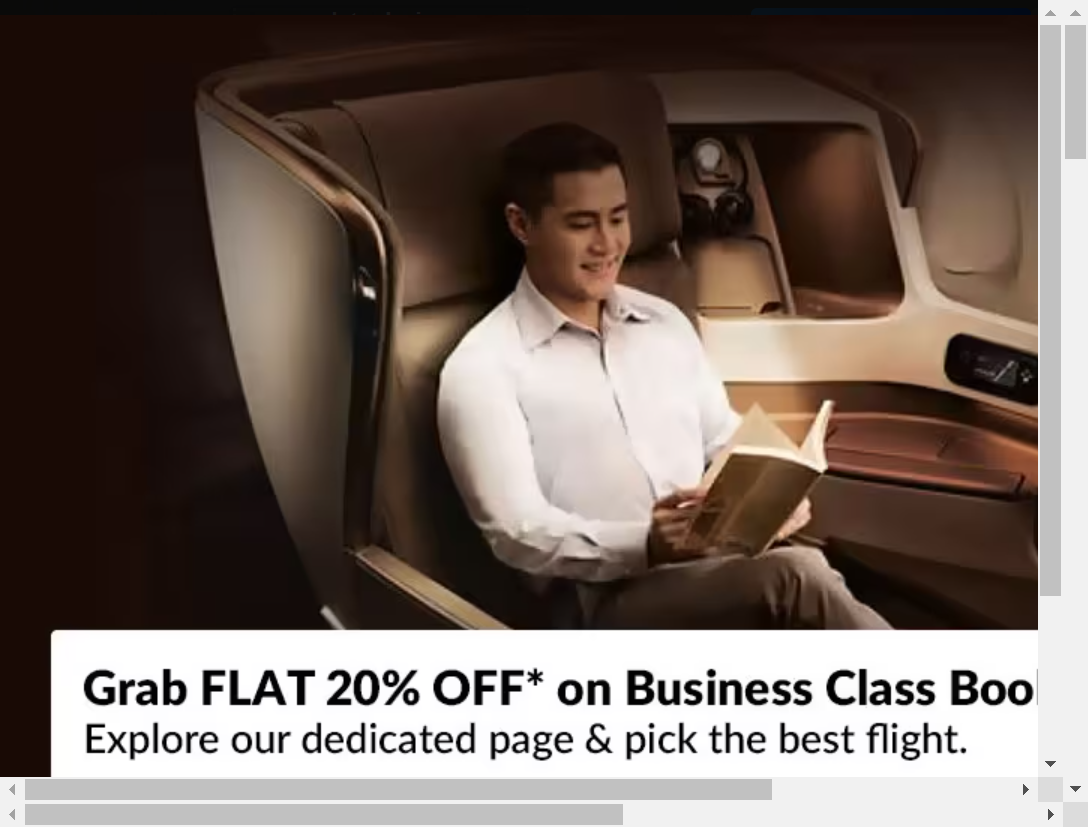 Grab FLAT 20% OFF* on Business Class
Explore our dedicated page & pick the best flight.